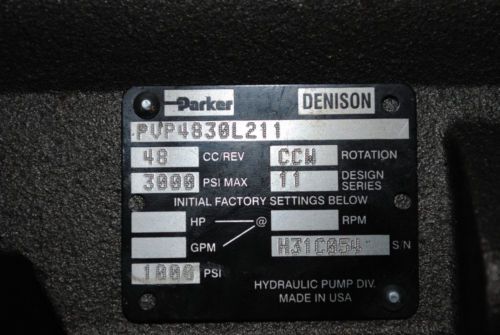 Parker DENISON
PVP4830L211
48 CC/REV CCW ROTATION
3000 PSI MAX 11 DESIGN SERIES
INITIAL FACTORY SETTINGS BELOW
HP @ RPM
GPM H31C054 S/N
1000 PSI
HYDRAULIC PUMP DIV.
MADE IN USA